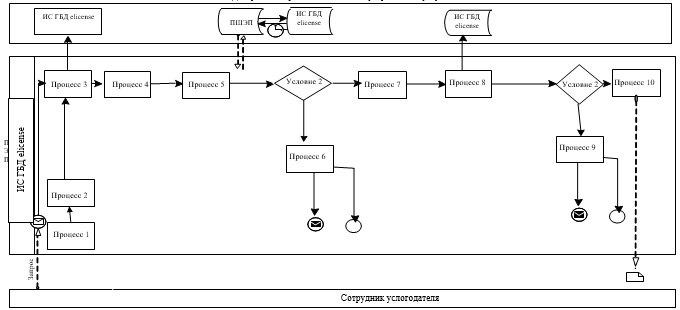 ИС ГБД elicense
ПШЭП
ИС ГБД
elicense
ИС ГБД
elicense
Процесс 3
Процесс 4
Процесс 5
Условие 2
Процесс 7
Процесс 8
Условие 2
Процесс 10
Процесс 6
Процесс 9
ИС ГБД elicense
Процесс 2
Процесс 1
Запрос
Сотрудник услогодателя